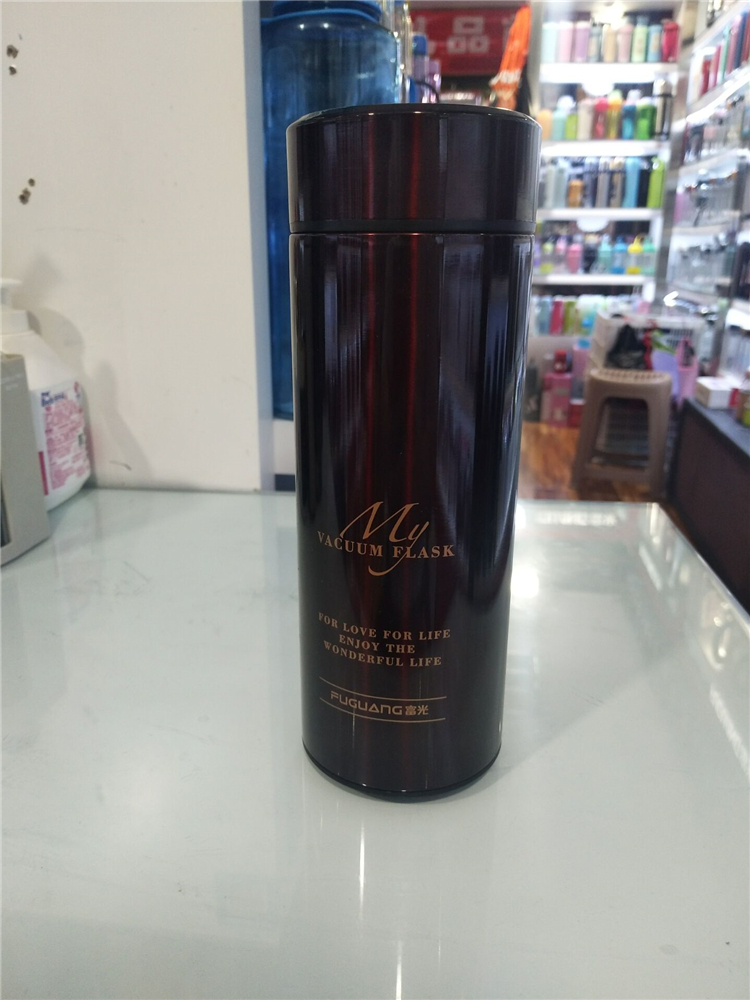 My
VACUUM FLASK
FOR LOVE FOR LIFE
ENJOY THE
WONDERFUL LIFE
FUGUANG富光